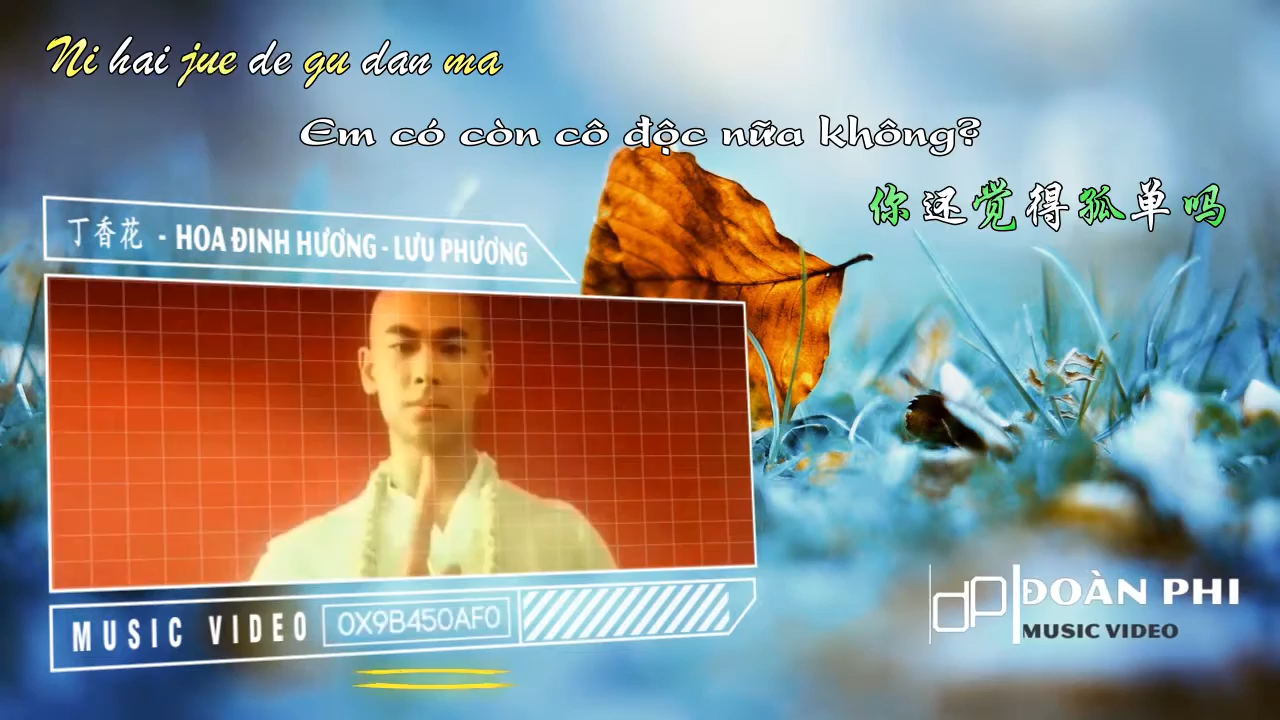 Ni hai jue de gu dan ma
Em có còn cô độc nữa không?
你还觉得孤单吗
丁香花 - HOA ĐINH HƯƠNG - LƯU PHƯƠNG
MUSIC VIDEO 0X9B450AF0
dp ĐOÀN PHI
MUSIC VIDEO